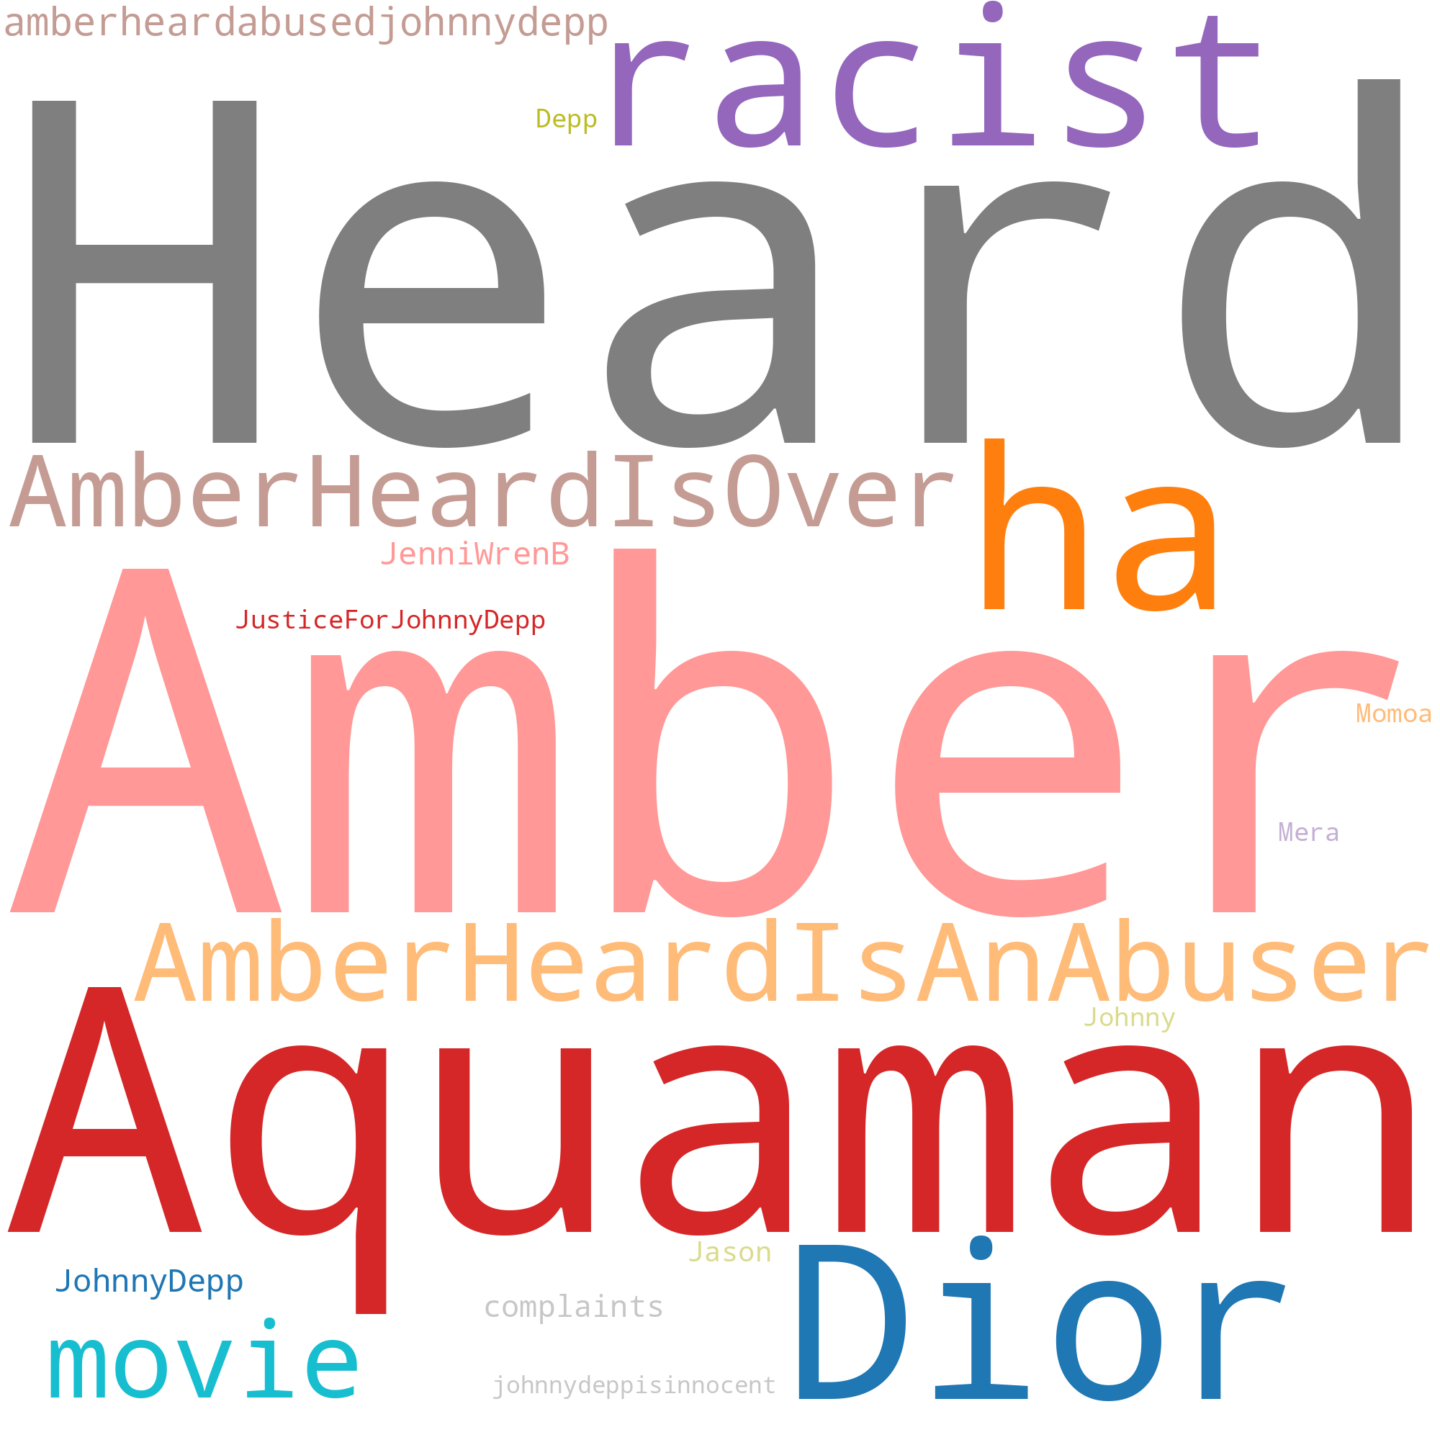 amberheardabusedjohnnydepp
racist
Depp
Heard
AmberHeardIsOver
ha
JenniWrenB
JusticeForJohnnyDepp
Amber
Momoa
Mera
AmberHeardIsAnAbuser
Johnny
Aquaman
Jason
Dior
JohnnyDepp
complaints
movie
johnnydeppisinnocent